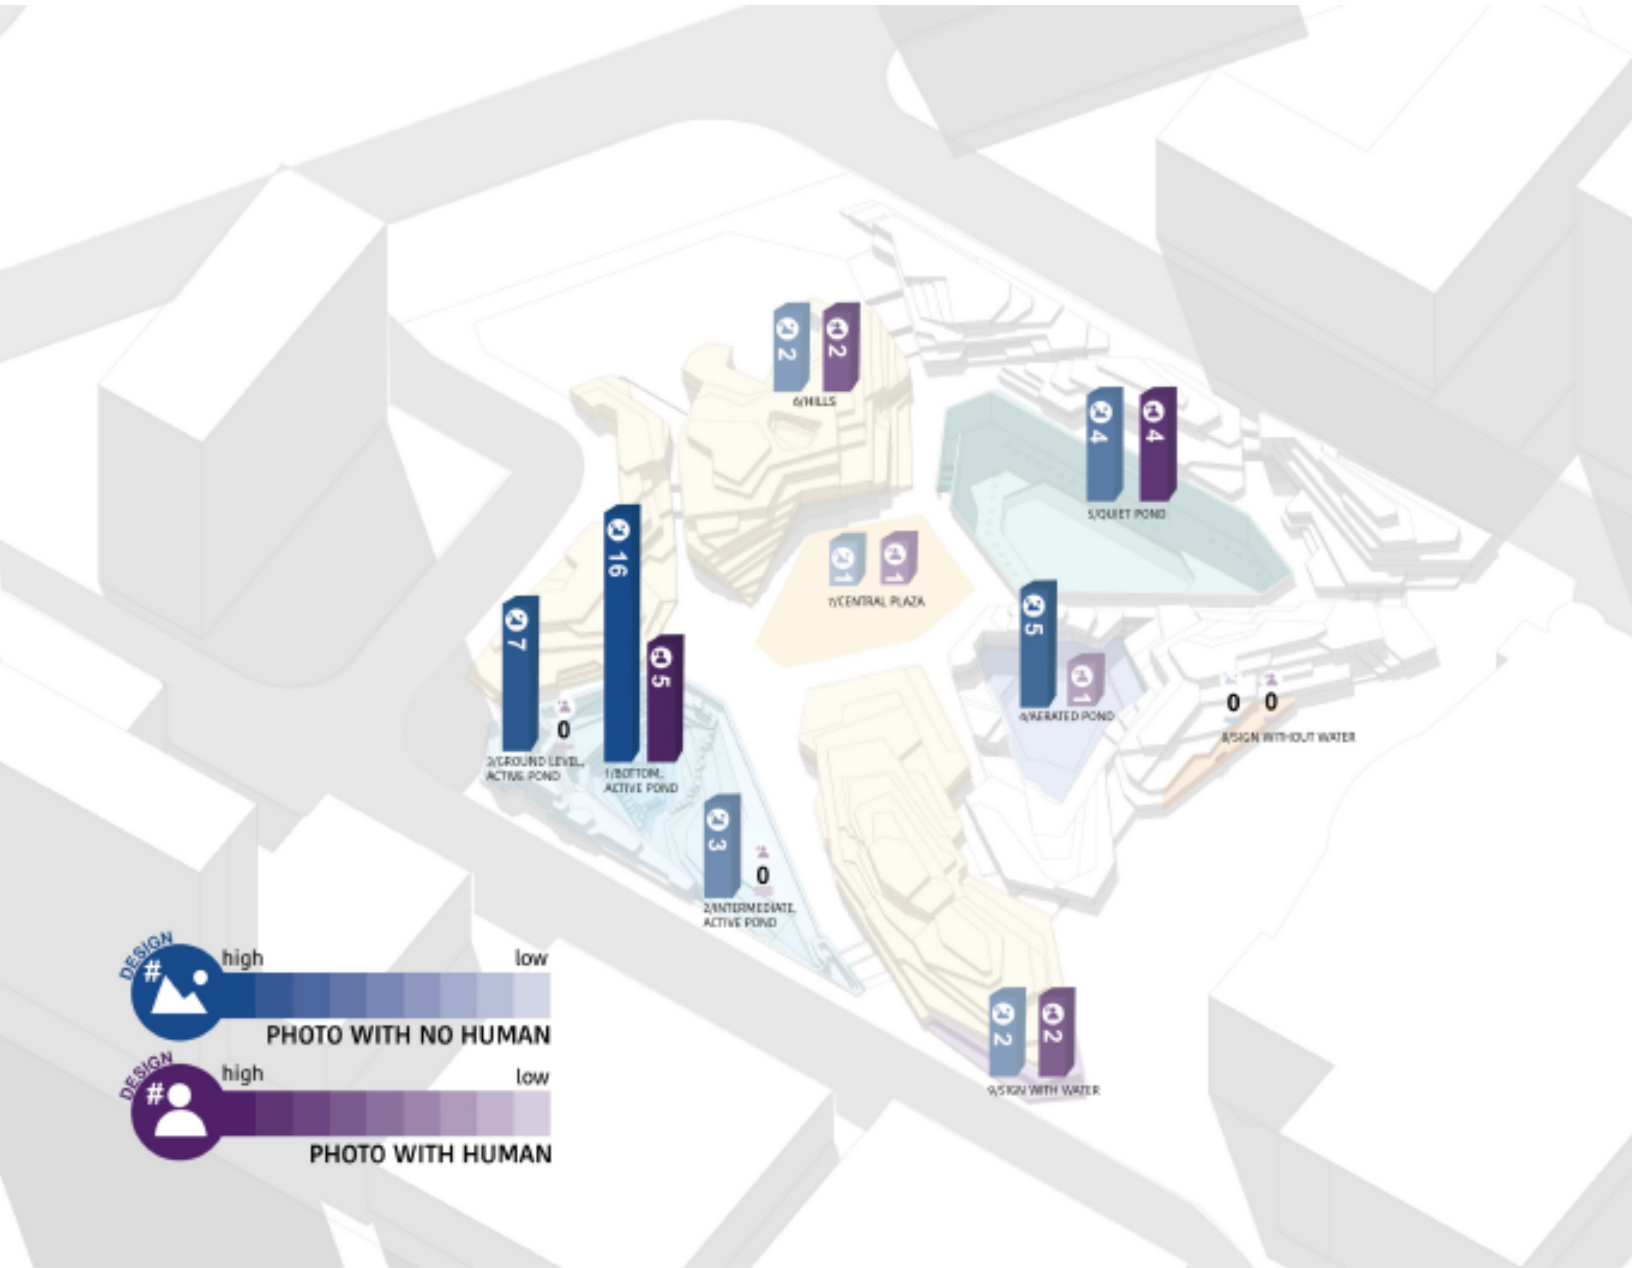 2
2
6/HILLS
4
4
5/QUIET POND
16
1
1
7/CENTRAL PLAZA
7
5
5
1
4/AERATED POND
0
0
8/SIGN WITHOUT WATER
0
3/GROUND LEVEL,
ACTIVE POND
1/BOTTOM,
ACTIVE POND
3
0
2/INTERMEDIATE,
ACTIVE POND
2
2
9/SIGN WITH WATER
DESIGN
#
high
low
PHOTO WITH NO HUMAN
DESIGN
#
high
low
PHOTO WITH HUMAN